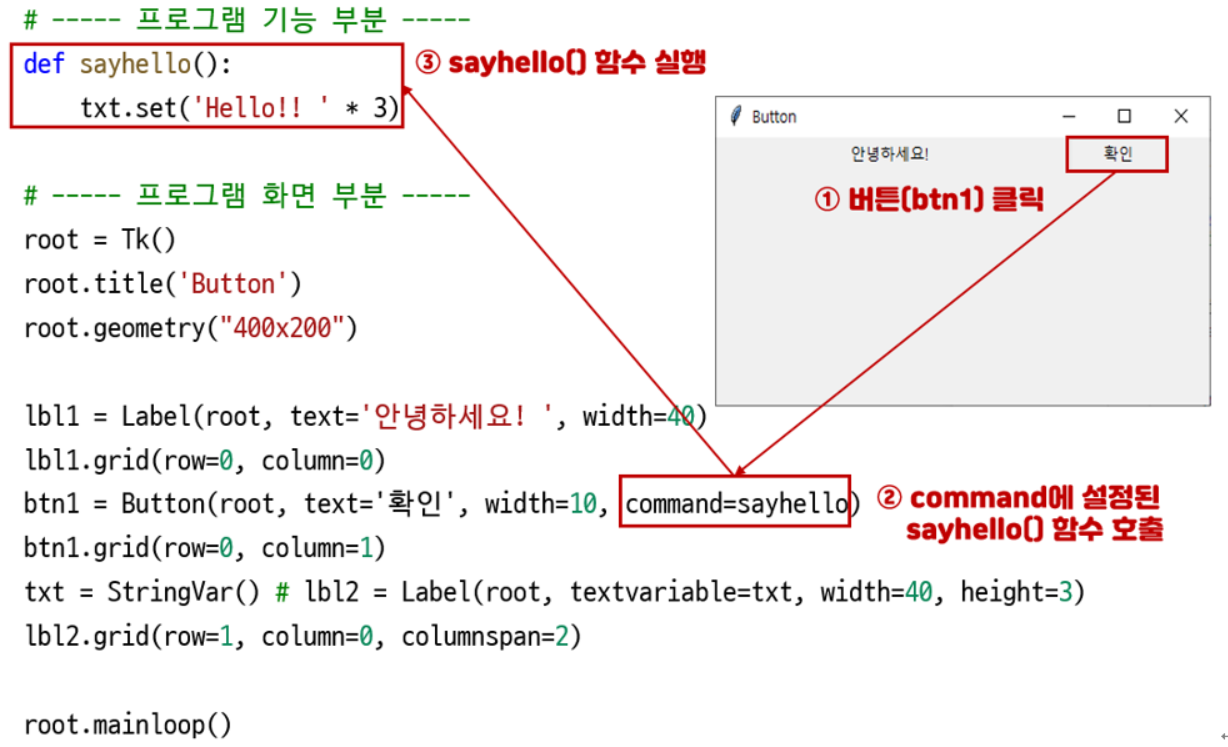 # ----- 프로그램 기능 부분 -----
def sayhello():
    txt.set('Hello!! ' * 3)
③ sayhello() 함수 실행
Button
안녕하세요! 확인
① 버튼(btn1) 클릭
# ----- 프로그램 화면 부분 -----
root = Tk()
root.title('Button')
root.geometry("400x200")
lbl1 = Label(root, text='안녕하세요! ', width=40)
lbl1.grid(row=0, column=0)
btn1 = Button(root, text='확인', width=10, command=sayhello)
② command에 설정된
sayhello() 함수 호출
btn1.grid(row=0, column=1)
txt = StringVar() # lbl2 = Label(root, textvariable=txt, width=40, height=3)
lbl2.grid(row=1, column=0, columnspan=2)
root.mainloop()